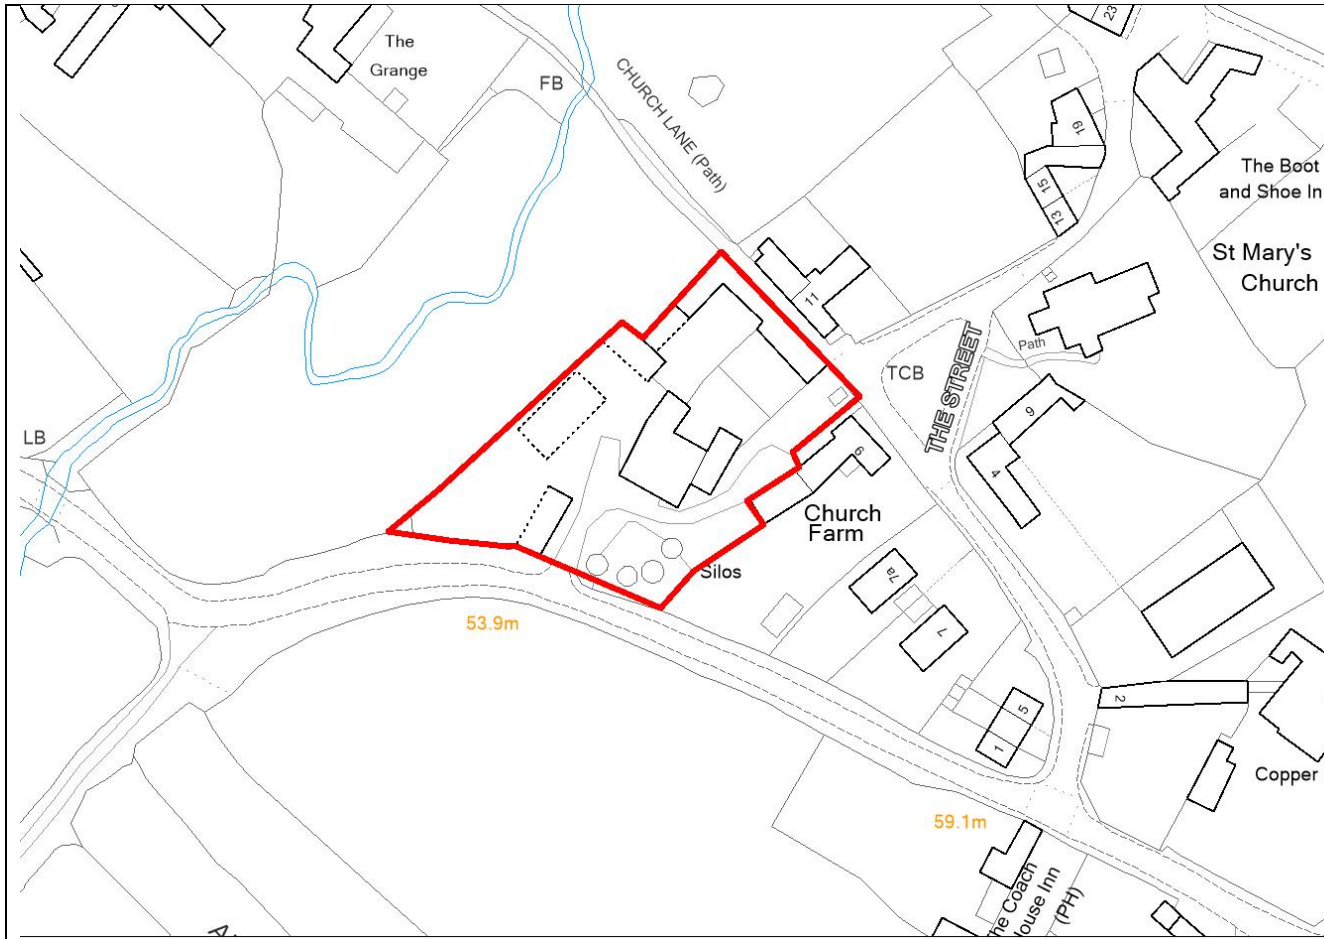 The
Grange
FB
CHURCH LANE (Path)
23
19
15
13
The Boot
and Shoe In
St Mary's
Church
11
Path
TCB
THE STREET
9
4
9
LB
Church
Farm
Silos
7a
7
53.9m
5
1
2
Copper
59.1m
The Coach
House Inn
(PH)